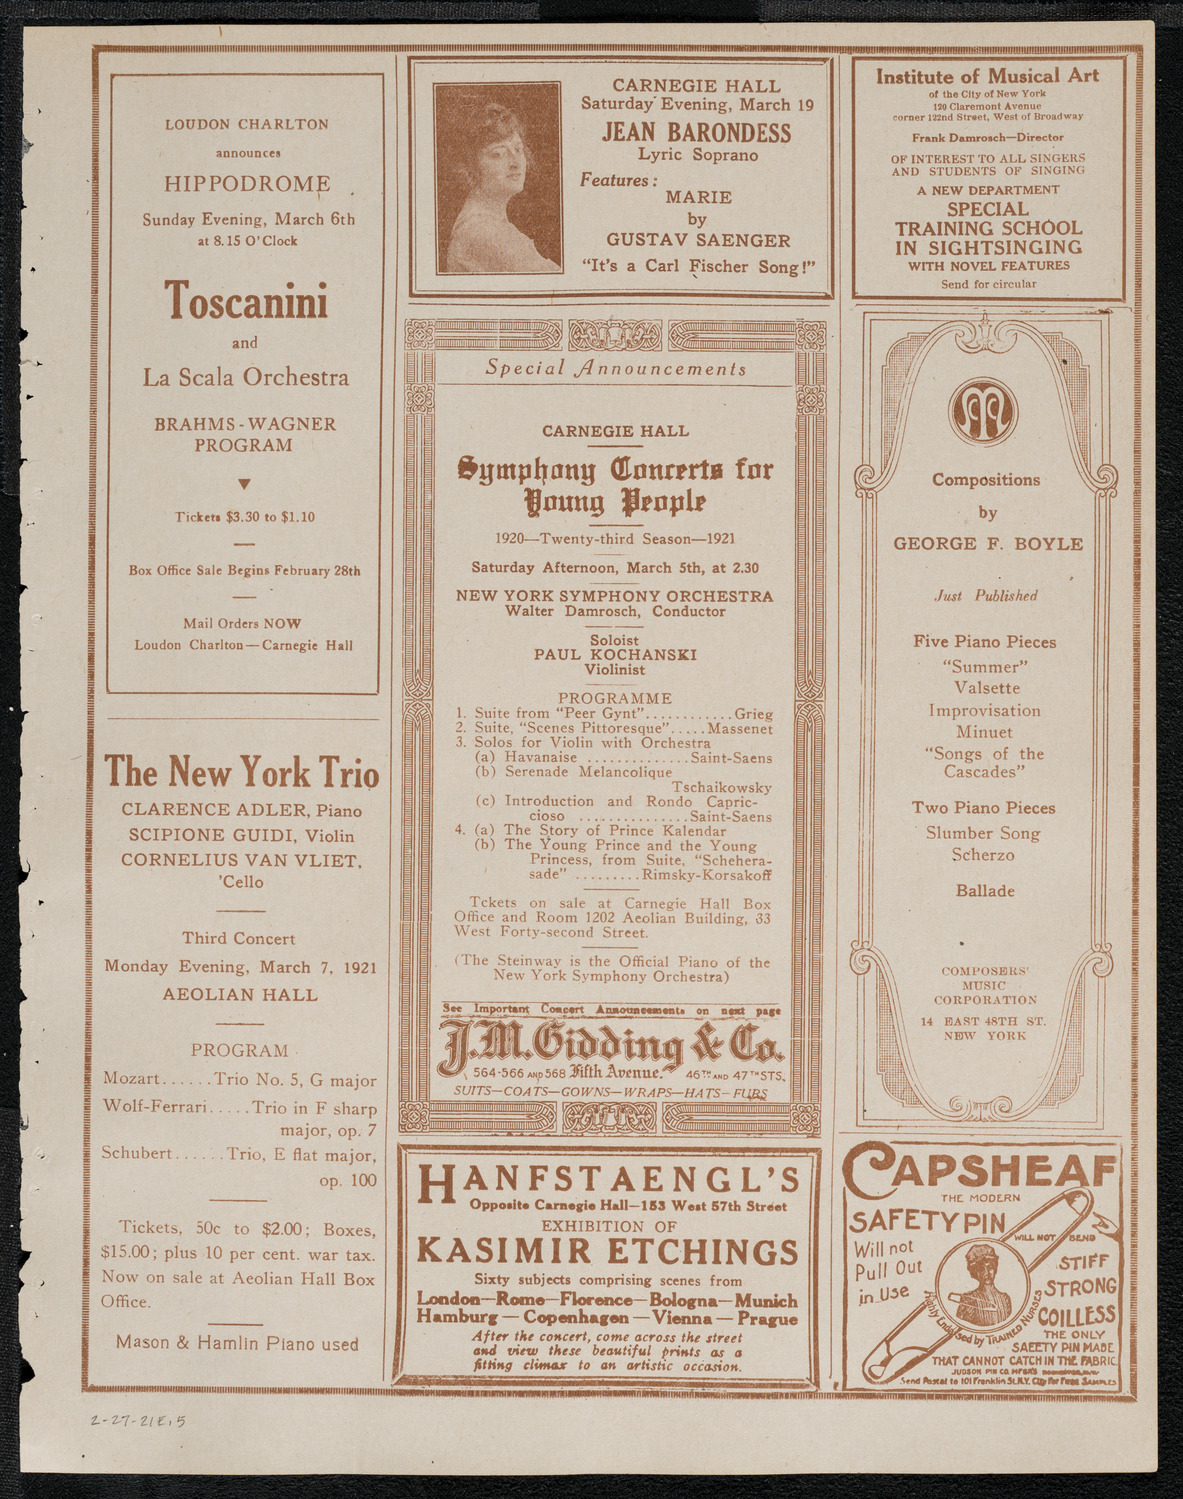 LOUDON CHARLTON
announces
HIPPODROME
Sunday Evening, March 6th
at 8.15 O'Clock
Toscanini
and
La Scala Orchestra
BRAHMS-WAGNER
PROGRAM
Tickets $3.30 to $1.10
Box Office Sale Begins February 28th
Mail Orders NOW
Loudon Charlton—Carnegie Hall
The New York Trio
CLARENCE ADLER, Piano
SCIPIONE GUIDI, Violin
CORNELIUS VAN VLIET,
'Cello
Third Concert
Monday Evening, March 7, 1921
AEOLIAN HALL
PROGRAM
Mozart......Trio No. 5, G major
Wolf-Ferrari.....Trio in F sharp
major, op. 7
Schubert......Trio, E flat major,
op. 100
Tickets, 50c to $2.00; Boxes,
$15.00; plus 10 per cent. war tax.
Now on sale at Aeolian Hall Box
Office.
Mason & Hamlin Piano used
CARNEGIE HALL
Saturday Evening, March 19
JEAN BARONDESS
Lyric Soprano
Features:
MARIE
by
GUSTAV SAENGER
"It's a Carl Fischer Song!"
Special Announcements
CARNEGIE HALL
Symphony Concerts for
Young People
1920—Twenty-third Season—1921
Saturday Afternoon, March 5th, at 2.30
NEW YORK SYMPHONY ORCHESTRA
Walter Damrosch, Conductor
Soloist
PAUL KOCHANSKI
Violinist
PROGRAMME
1. Suite from "Peer Gynt"............Grieg
2. Suite, "Scenes Pittoresque".....Massenet
3. Solos for Violin with Orchestra
(a) Havanaise ..............Saint-Saens
(b) Serenade Melancolique
Tschaikowsky
(c) Introduction and Rondo Capric-
cioso ...............Saint-Saens
4. (a) The Story of Prince Kalendar
(b) The Young Prince and the Young
Princess, from Suite, "Schehera-
sade" .........Rimsky-Korsakoff
Tckets on sale at Carnegie Hall Box
Office and Room 1202 Aeolian Building, 33
West Forty-second Street.
(The Steinway is the Official Piano of the
New York Symphony Orchestra)
See Important Concert Announcements on next page
J.M. Gidding & Co.
564-566 AND 568 Fifth Avenue. 46TH AND 47TH STS.
SUITS—COATS—GOWNS—WRAPS—HATS—FURS
HANFSTAENGL'S
Opposite Carnegie Hall—153 West 57th Street
EXHIBITION OF
KASIMIR ETCHINGS
Sixty subjects comprising scenes from
London—Rome—Florence—Bologna—Munich
Hamburg—Copenhagen—Vienna—Prague
After the concert, come across the street
and view these beautiful prints as a
fitting climax to an artistic occasion.
Institute of Musical Art
of the City of New York
120 Claremont Avenue
corner 122nd Street, West of Broadway
Frank Damrosch—Director
OF INTEREST TO ALL SINGERS
AND STUDENTS OF SINGING
A NEW DEPARTMENT
SPECIAL
TRAINING SCHOOL
IN SIGHTSINGING
WITH NOVEL FEATURES
Send for circular
Compositions
by
GEORGE F. BOYLE
Just Published
Five Piano Pieces
"Summer"
Valsette
Improvisation
Minuet
"Songs of the
Cascades"
Two Piano Pieces
Slumber Song
Scherzo
Ballade
COMPOSERS'
MUSIC
CORPORATION
14 EAST 48TH ST.
NEW YORK
CAPSHEAF
THE MODERN
SAFETY PIN
WILL NOT BEND
Will not
Pull Out
in Use
STIFF
STRONG
COILLESS
Highly Endorsed by TRAINED NURSES
THE ONLY
SAEETY PIN MADE
THAT CANNOT CATCH IN THE FABRIC.
JUDSON PIN CO. MFGRS
Send Postal to 101 Franklin St. N.Y. City for Free SAMPLES
2-27-21E, 5